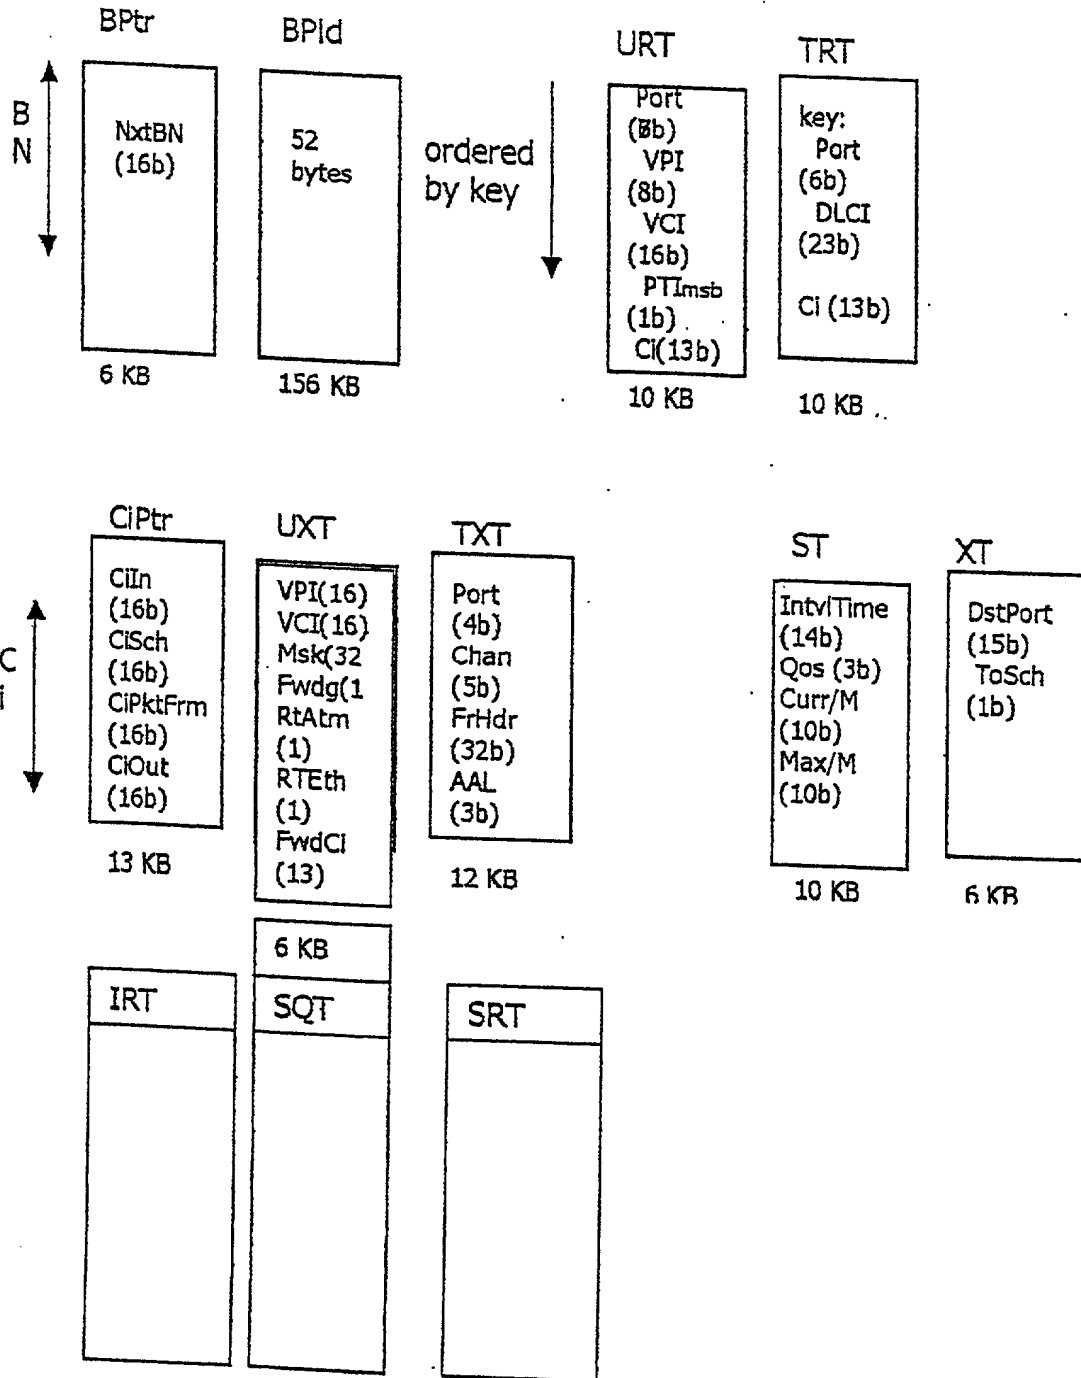 BPtr
BPld
URT
TRT
B
N
NxtBN
(16b)
52
bytes
ordered
by key
Port
VPI
(8b)
VCI
(16b)
PTImsb
(1b)
Ci(13b)
key:
Port
(6b)
DLCI
(23b)
Ci (13b)
6 KB
156 KB
10 KB
10 KB
CiPtr
UXT
TXT
ST
XT
C
i
CiIn
(16b)
CiSch
(16b)
CiPktFrm
(16b)
CiOut
(16b)
VPI(16)
VCI(16)
Msk(32
Fwdg(1
RtAtm
(1)
RTEth
(1)
FwdCi
(13)
Port
(4b)
Chan
(5b)
FrHdr
(32b)
AAL
(3b)
IntvlTime
(14b)
Qos (3b)
Curr/M
(10b)
Max/M
(10b)
DstPort
(15b)
ToSch
(1b)
13 KB
12 KB
10 KB
6 KB
6 KB
IRT
SQT
SRT